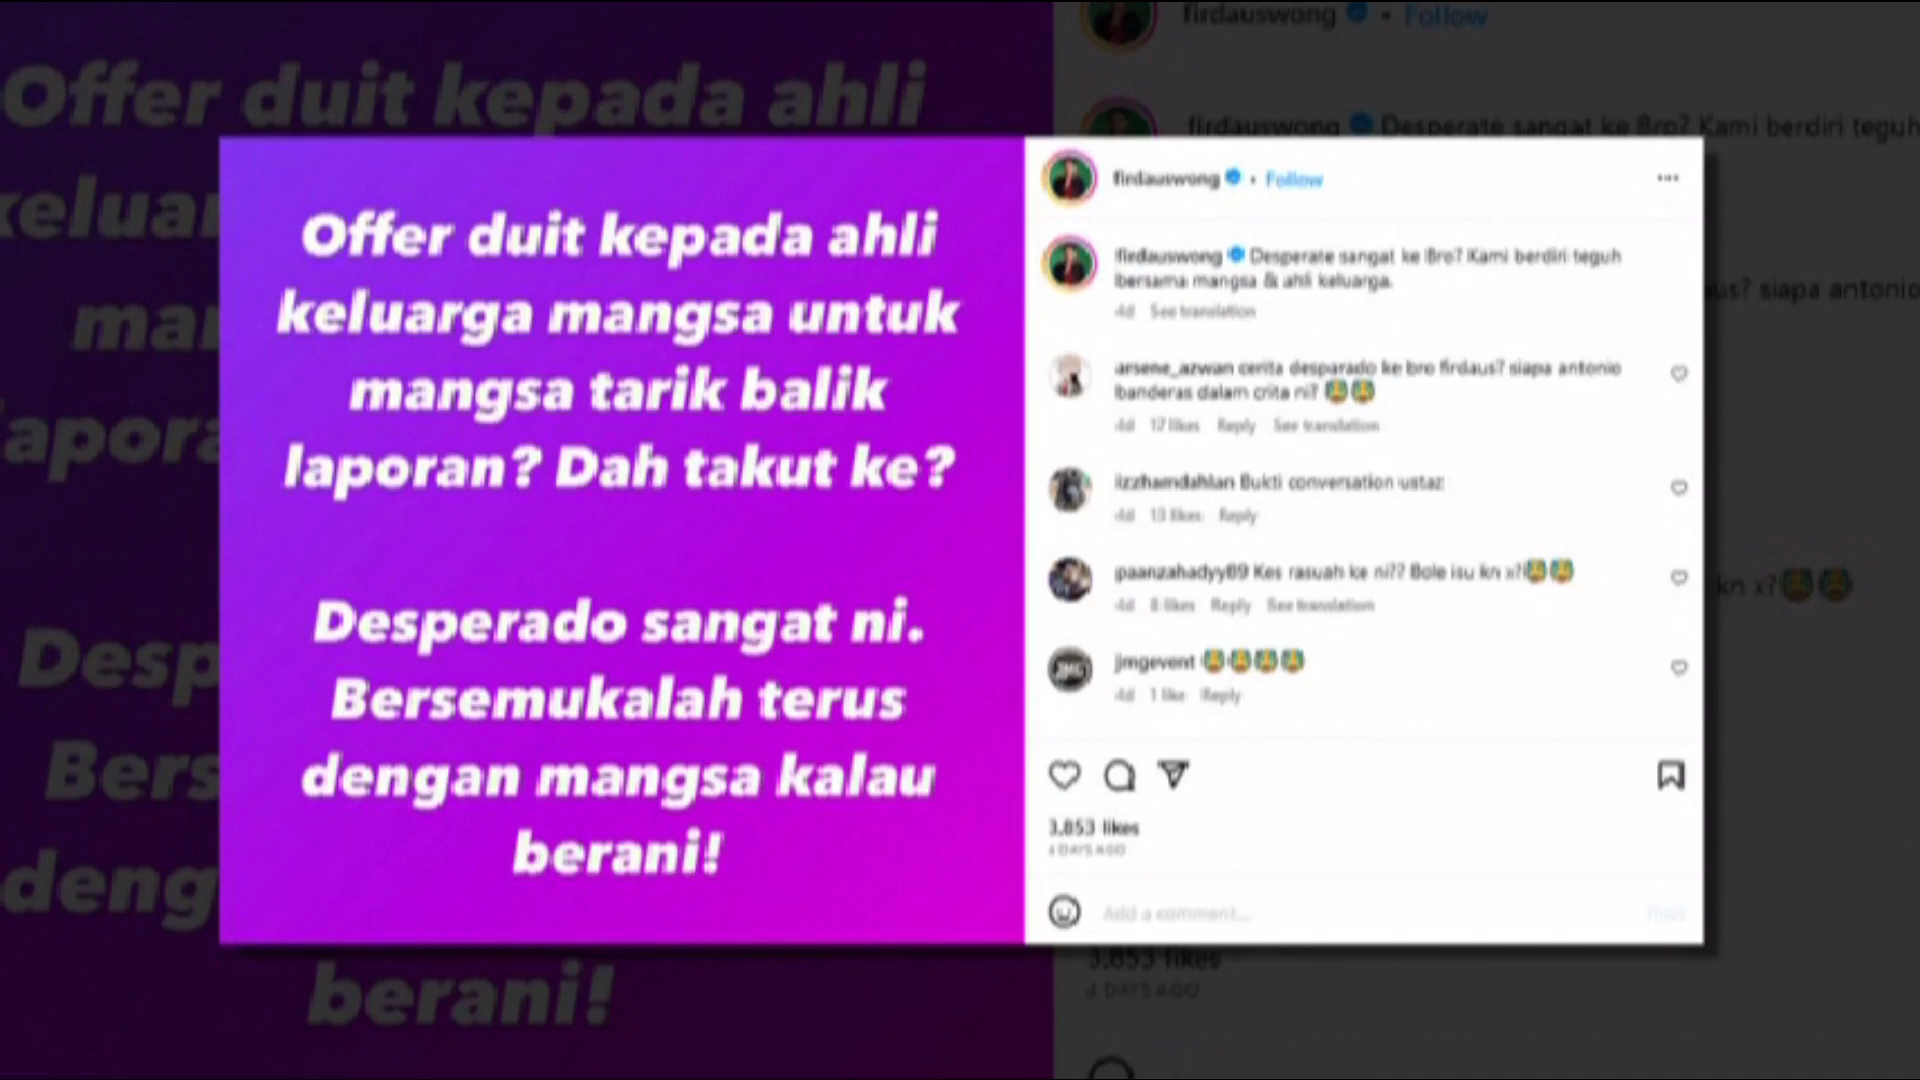 Offer duit kepada ahli
keluarga mangsa untuk
mangsa tarik balik
laporan? Dah takut ke?
Desperado sangat ni.
Bersemukalah terus
dengan mangsa kalau
berani!
firdauswong • Follow
firdauswong Desperate sangat ke Bro? Kami berdiri teguh
bersama mangsa & ahli keluarga.
4d See translation
arsene_azwan cerita desparado ke bro firdaus? siapa antonio
banderas dalam crita ni? 😂😂
4d 17 likes Reply See translation
izzhamdahlan Bukti conversation ustaz
4d 13 likes Reply
paanzahadyy89 Kes rasuah ke ni?? Bole isu kn x?
4d 8 likes Reply See translation
jmgevent
4d 1 like Reply
3,853 likes
4 DAYS AGO
Add a comment...
Post